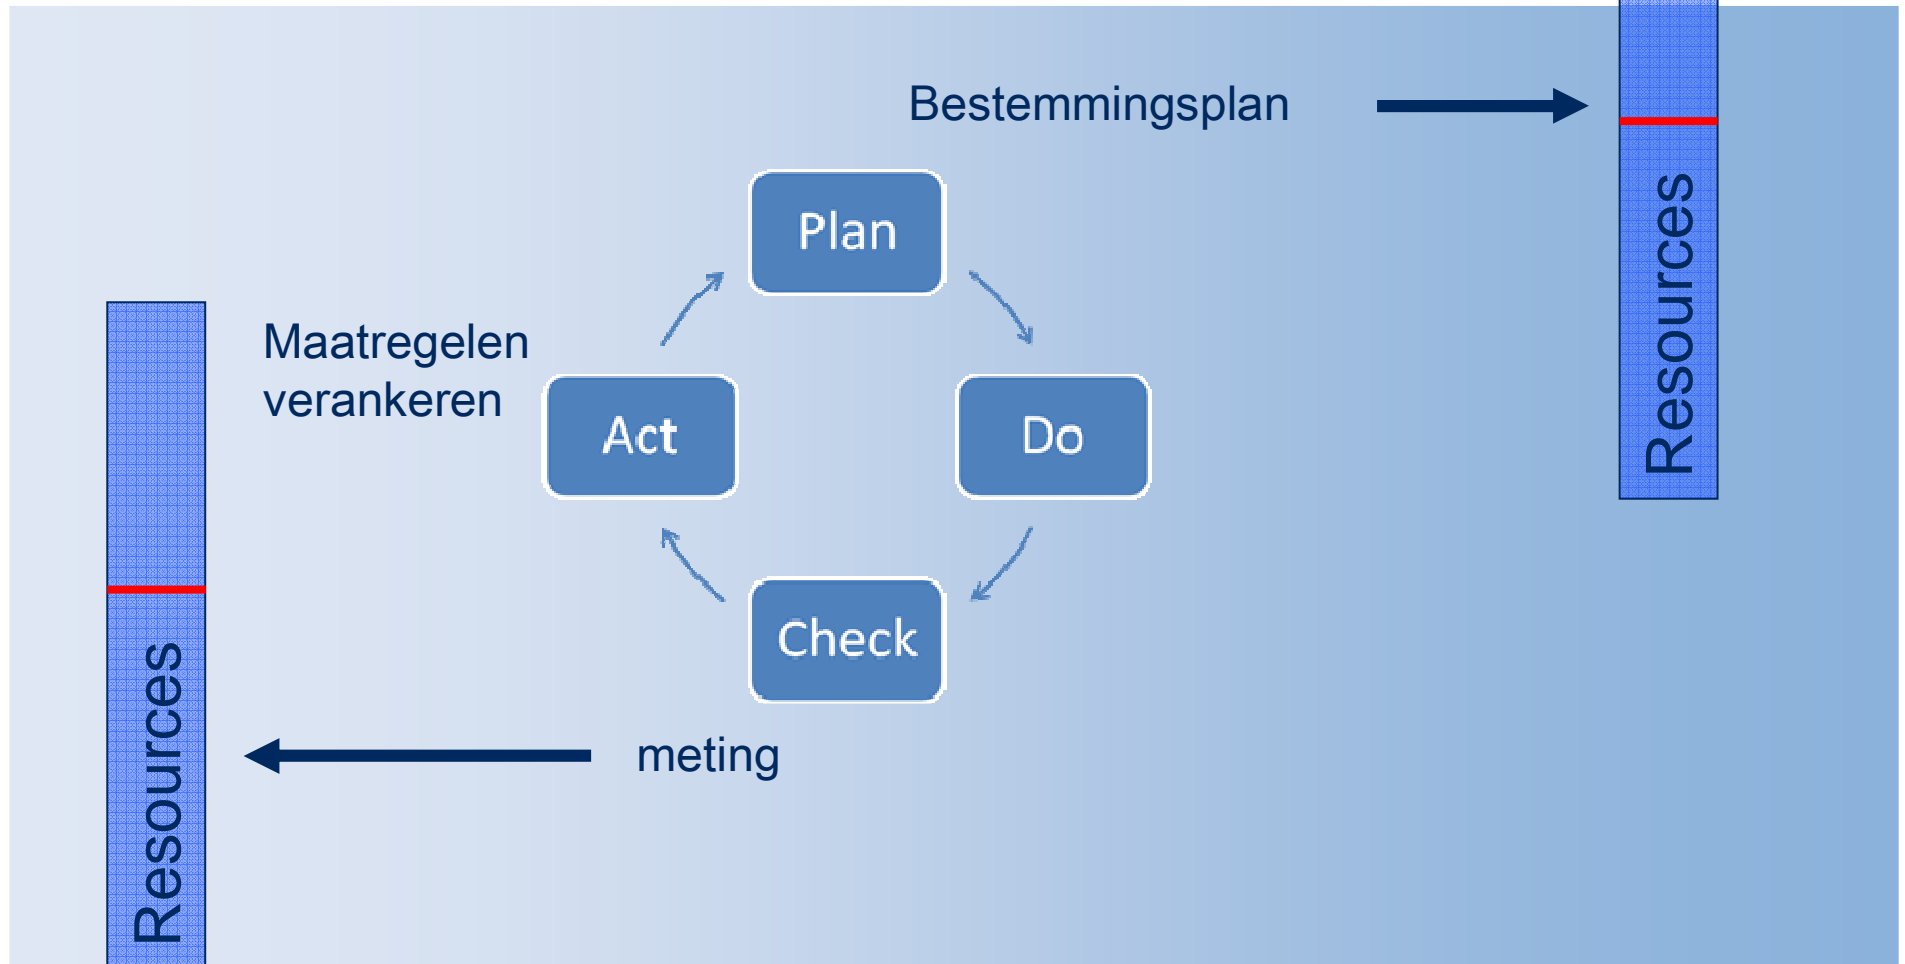 Bestemmingsplan
Plan
Resources
Maatregelen
verankeren
Act
Do
Check
meting
Resources